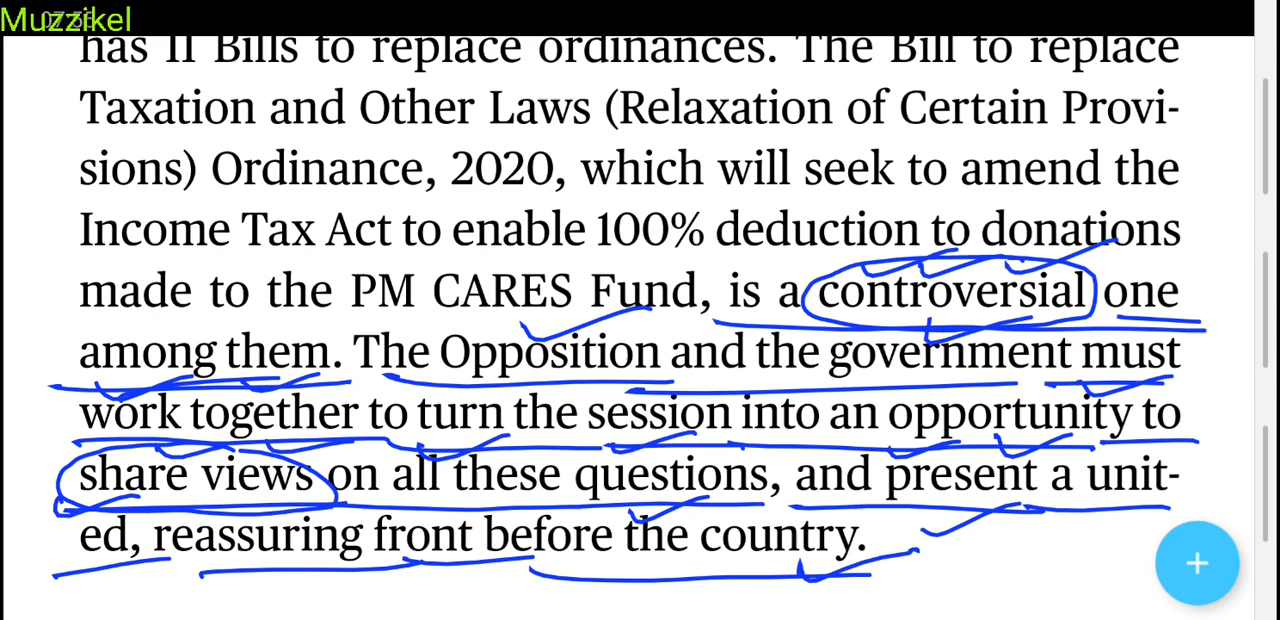 Muzzikel
has 11 Bills to replace ordinances. The Bill to replace
Taxation and Other Laws (Relaxation of Certain Provi-
sions) Ordinance, 2020, which will seek to amend the
Income Tax Act to enable 100% deduction to donations
made to the PM CARES Fund, is a controversial one
among them. The Opposition and the government must
work together to turn the session into an opportunity to
share views on all these questions, and present a unit-
ed, reassuring front before the country.